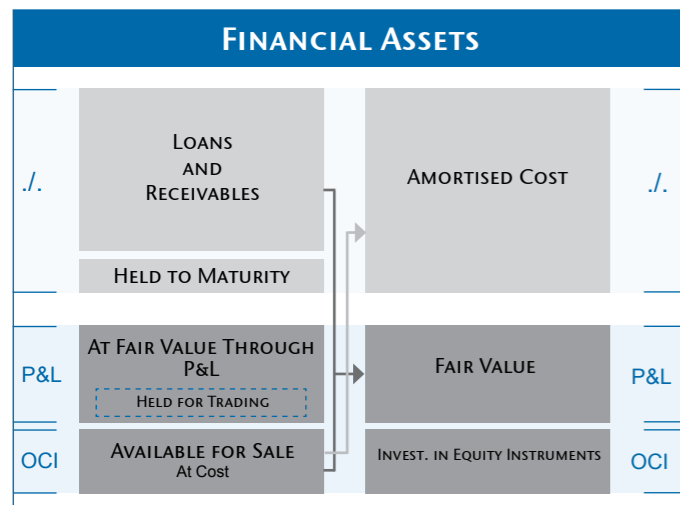 FINANCIAL ASSETS
LOANS
AND
RECEIVABLES
AMORTISED COST
./.
./.
HELD TO MATURITY
AT FAIR VALUE THROUGH
P&L
FAIR VALUE
P&L
P&L
HELD FOR TRADING
AVAILABLE FOR SALE
At Cost
INVEST. IN EQUITY INSTRUMENTS
OCI
OCI